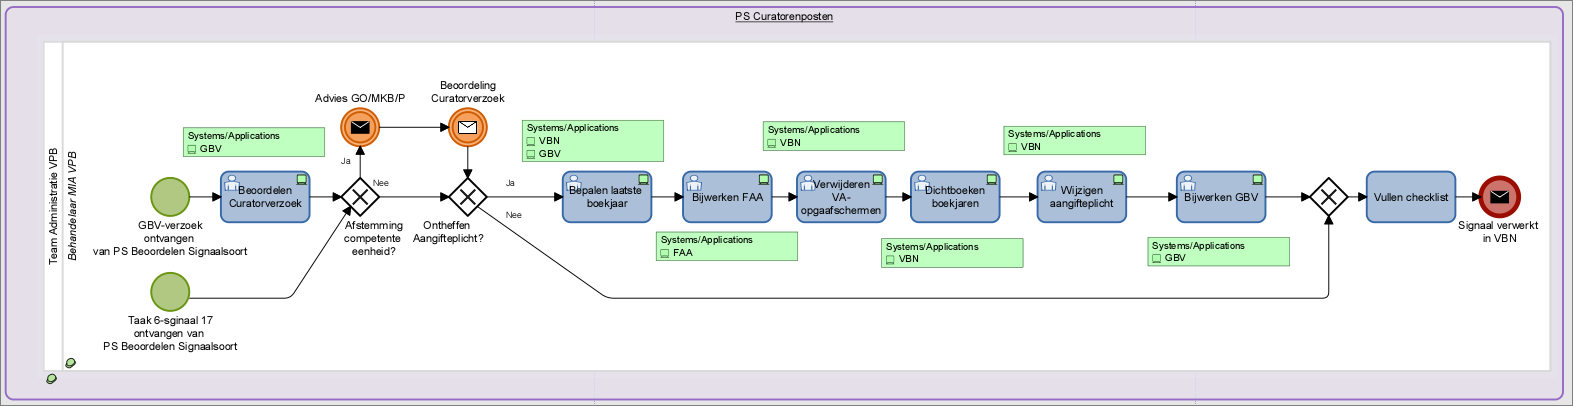 PS Curatorenposten
Team Administratie VPB
Behandelaar MIA VPB
Advies GO/MKB/P
Beoordeling
Curatorverzoek
Systems/Applications
GBV
Systems/Applications
VBN
GBV
Systems/Applications
VBN
Systems/Applications
VBN
Ja
Nee
Ja
Nee
Beoordelen
Curatorverzoek
Bepalen laatste
boekjaar
Bijwerken FAA
Verwijderen
VA-
opgaafschermen
Dichtboeken
boekjaren
Wijzigen
aangifteplicht
Bijwerken GBV
Vullen checklist
GBV-verzoek
ontvangen
van PS Beoordelen Signaalsoort
Afstemming
competente
eenheid?
Ontheffen
Aangifteplicht?
Signaal verwerkt
in VBN
Systems/Applications
FAA
Systems/Applications
VBN
Systems/Applications
GBV
Taak 6-sginaal 17
ontvangen van
PS Beoordelen Signaalsoort